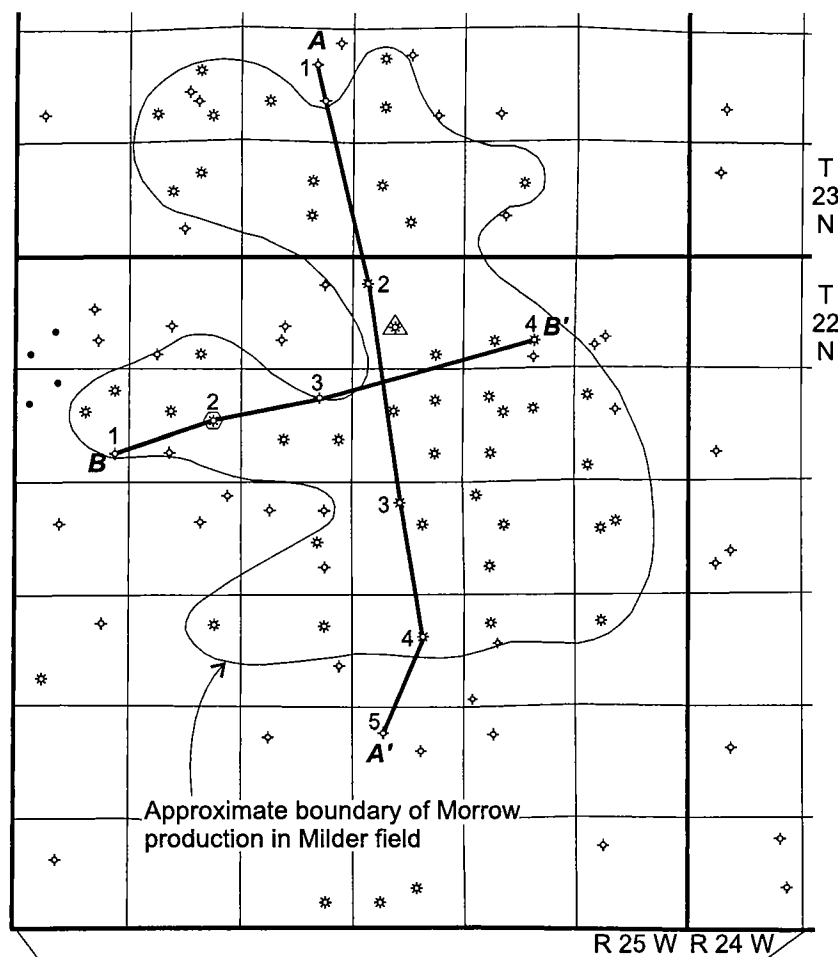 A
1
T
23
N
2
T
22
N
4 B'
3
2
1
B
3
4
5
A'
Approximate boundary of Morrow
production in Milder field
R 25 W R 24 W